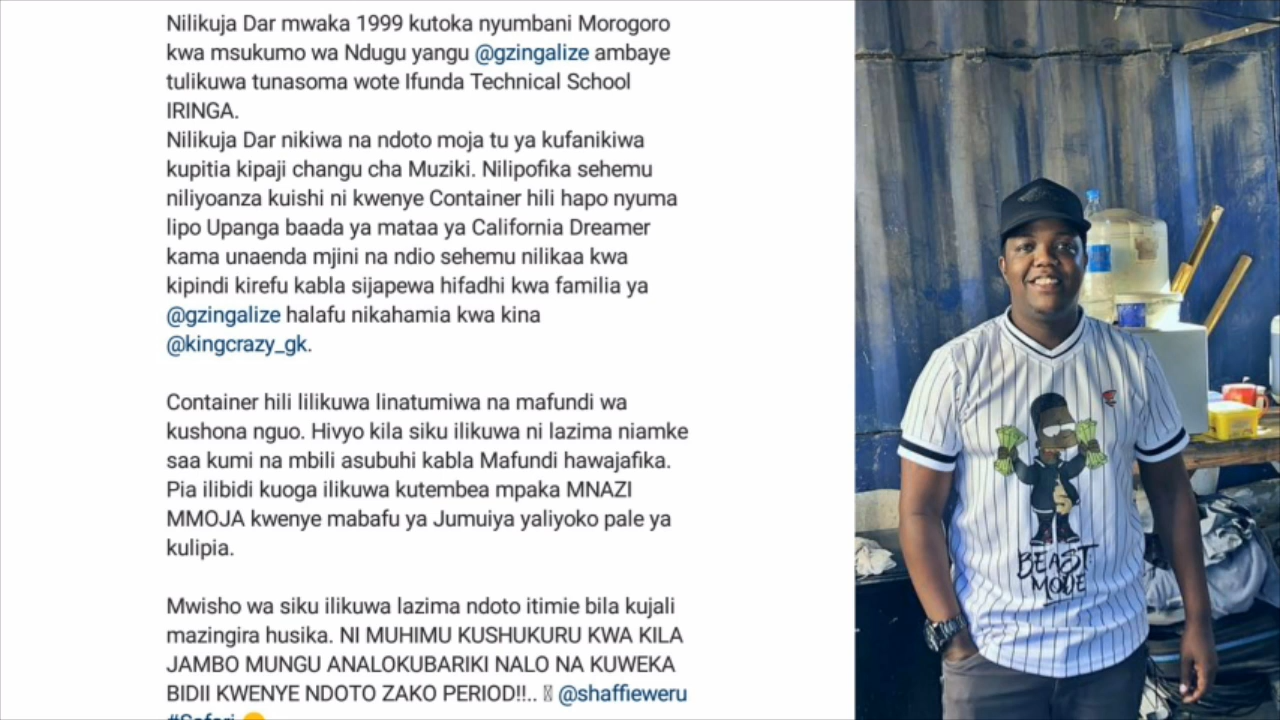 Nilikuja Dar mwaka 1999 kutoka nyumbani Morogoro
kwa msukumo wa Ndugu yangu @gzingalize ambaye
tulikuwa tunasoma wote Ifunda Technical School
IRINGA.
Nilikuja Dar nikiwa na ndoto moja tu ya kufanikiwa
kupitia kipaji changu cha Muziki. Nilipofika sehemu
niliyoanza kuishi ni kwenye Container hili hapo nyuma
lipo Upanga baada ya mataa ya California Dreamer
kama unaenda mjini na ndio sehemu nilikaa kwa
kipindi kirefu kabla sijapewa hifadhi kwa familia ya
@gzingalize halafu nikahamia kwa kina
@kingcrazy_gk.
Container hili lilikuwa linatumiwa na mafundi wa
kushona nguo. Hivyo kila siku ilikuwa ni lazima niamke
saa kumi na mbili asubuhi kabla Mafundi hawajafika.
Pia ilibidi kuoga ilikuwa kutembea mpaka MNAZI
MMOJA kwenye mabafu ya Jumuiya yaliyoko pale ya
kulipia.
Mwisho wa siku ilikuwa lazima ndoto itimie bila kujali
mazingira husika. NI MUHIMU KUSHUKURU KWA KILA
JAMBO MUNGU ANALOKUBARIKI NALO NA KUWEKA
BIDII KWENYE NDOTO ZAKO PERIOD!!.. @shaffieweru
#Safari
BEAST
MODE